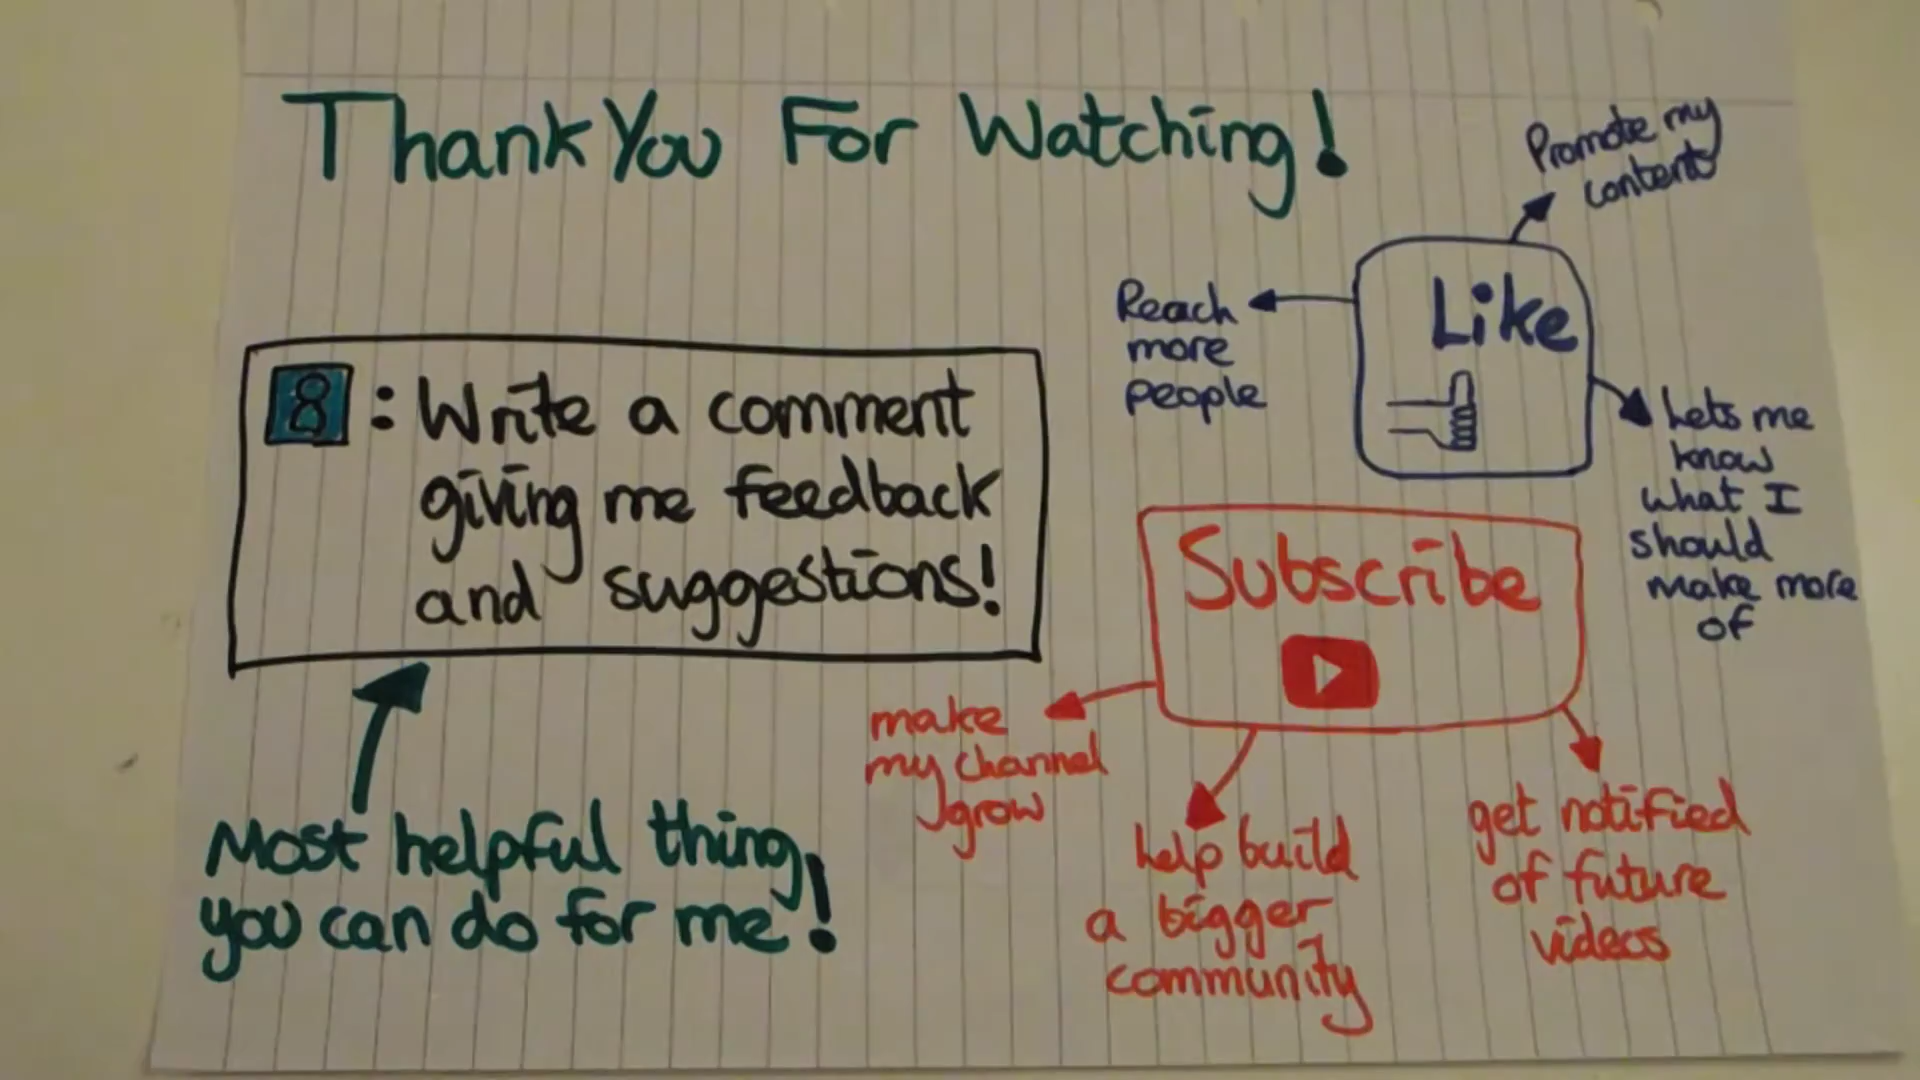 Thank You For Watching!
Promote my
content
Like
Reach
more
people
Lets me
know
what I
should
make more
of
8: Write a comment
giving me feedback
and suggestions!
Most helpful thing
you can do for me!
Subscribe
make
my channel
grow
help build
a bigger
community
get notified
of future
videos